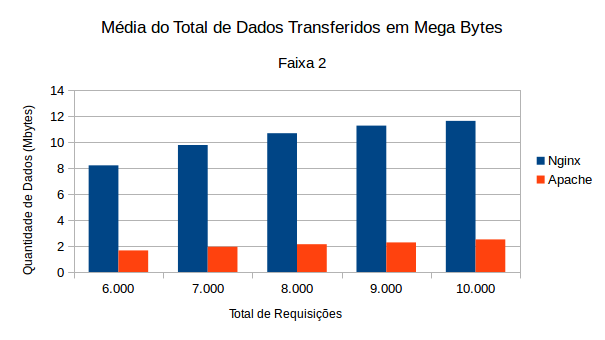 Média do Total de Dados Transferidos em Mega Bytes
Faixa 2
Quantidade de Dados (Mbytes)
14
12
10
8
6
4
2
0
6.000 7.000 8.000 9.000 10.000
Total de Requisições
Nginx
Apache